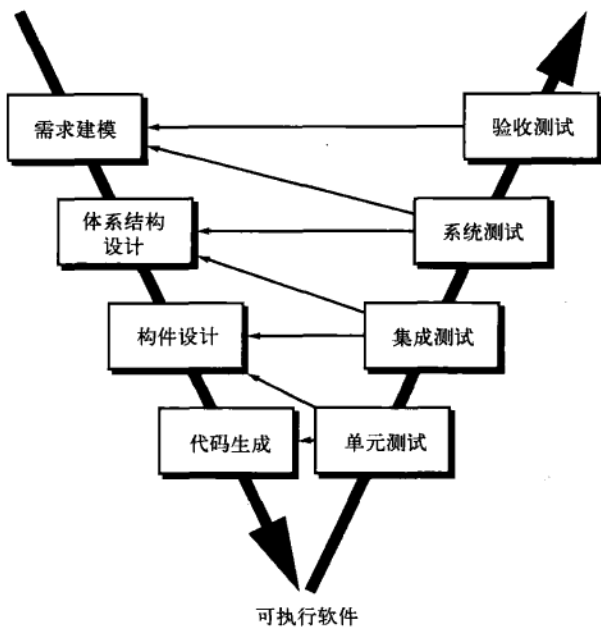 需求建模
验收测试
体系结构
设计
系统测试
构件设计
集成测试
代码生成
单元测试
可执行软件